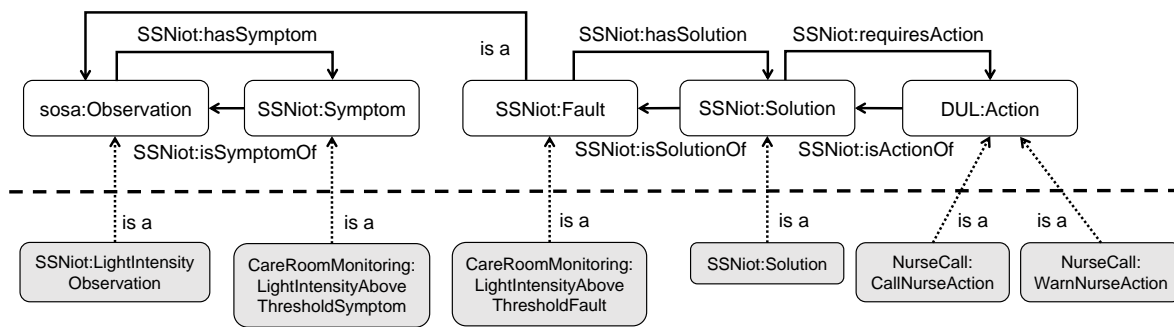 SSNiot:hasSymptom
is a
SSNiot:hasSolution
SSNiot:requiresAction
sosa:Observation
SSNiot:Symptom
SSNiot:Fault
SSNiot:Solution
DUL:Action
SSNiot:isSymptomOf
SSNiot:isSolutionOf
SSNiot:isActionOf
is a
is a
is a
is a
is a
is a
SSNiot:LightIntensity
Observation
CareRoomMonitoring:
LightIntensityAbove
ThresholdSymptom
CareRoomMonitoring:
LightIntensityAbove
ThresholdFault
SSNiot:Solution
NurseCall:
CallNurseAction
NurseCall:
WarnNurseAction